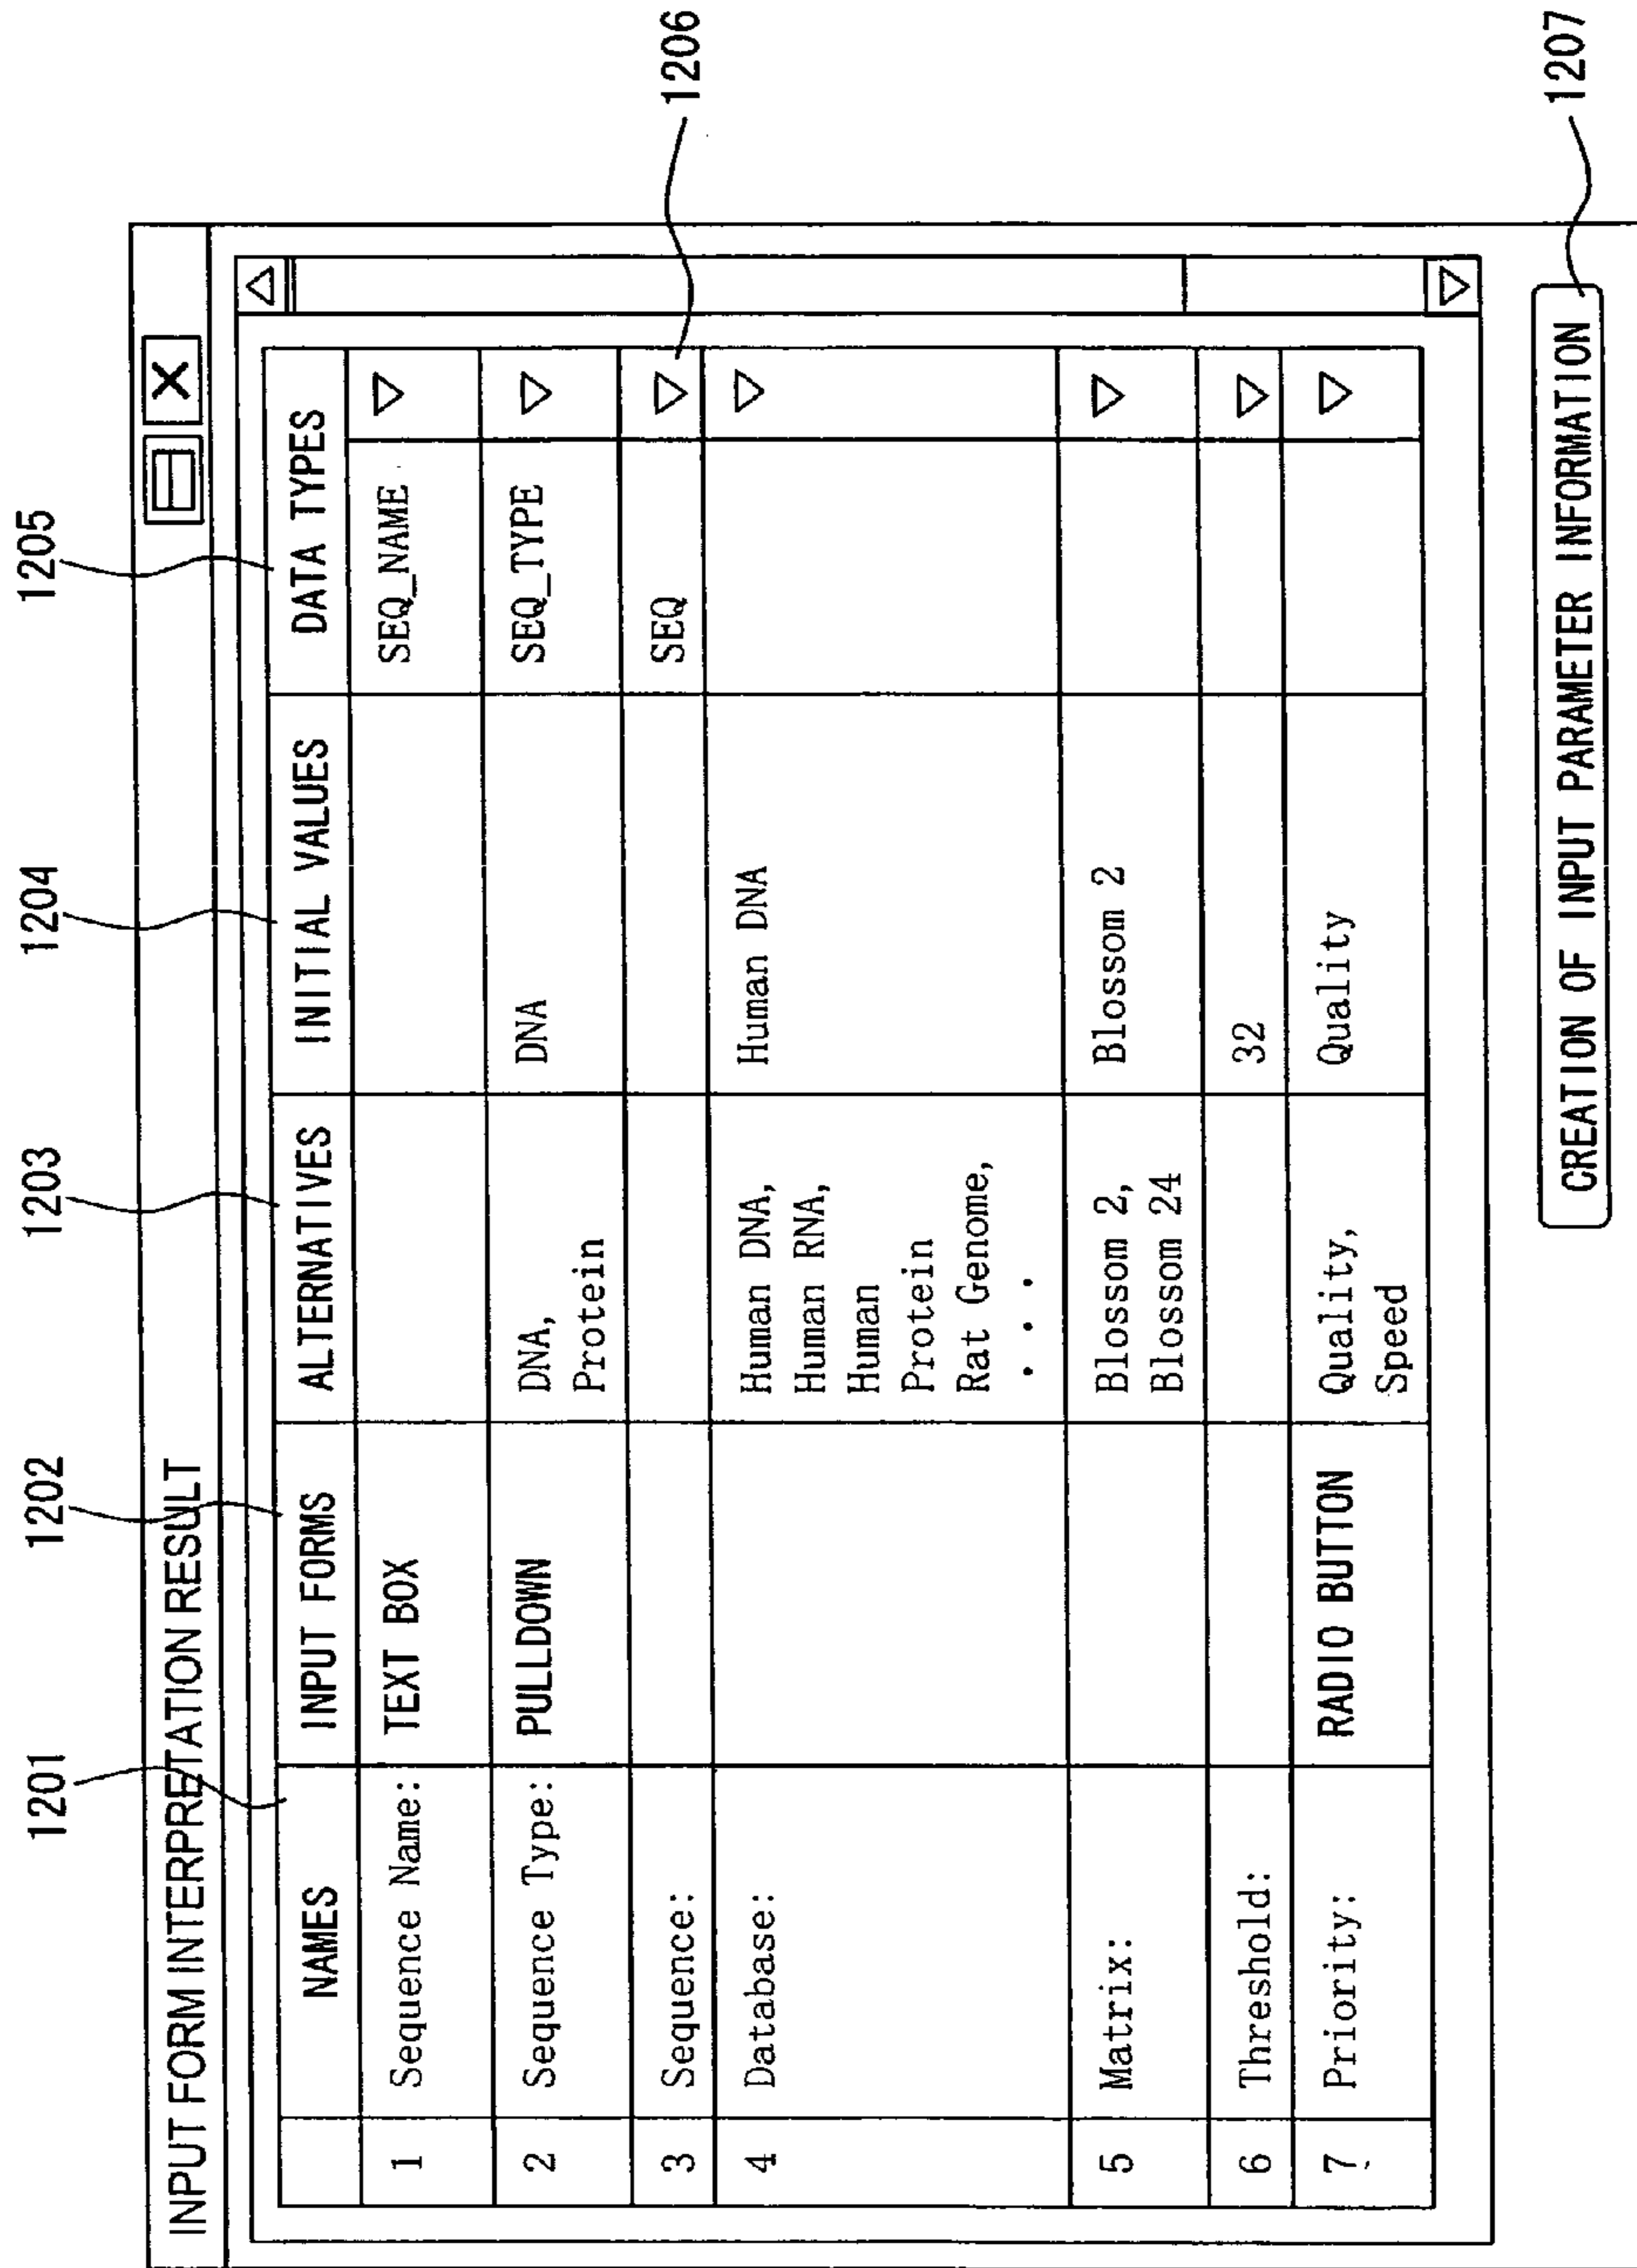 1201 1202 1203 1204 1205
INPUT FORM INTERPRETATION RESULT
NAMES INPUT FORMS ALTERNATIVES INITIAL VALUES DATA TYPES
1 Sequence Name: TEXT BOX SEQ_NAME
2 Sequence Type: PULLDOWN DNA, DNA SEQ_TYPE
Protein
3 Sequence: SEQ
1206
4 Database: Human DNA, Human DNA
Human RNA,
Human
Protein
Rat Genome,
. . .
5 Matrix: Blossom 2, Blossom 2
Blossom 24
6 Threshold: 32
7 Priority: RADIO BUTTON Quality, Quality
Speed
CREATION OF INPUT PARAMETER INFORMATION
1207